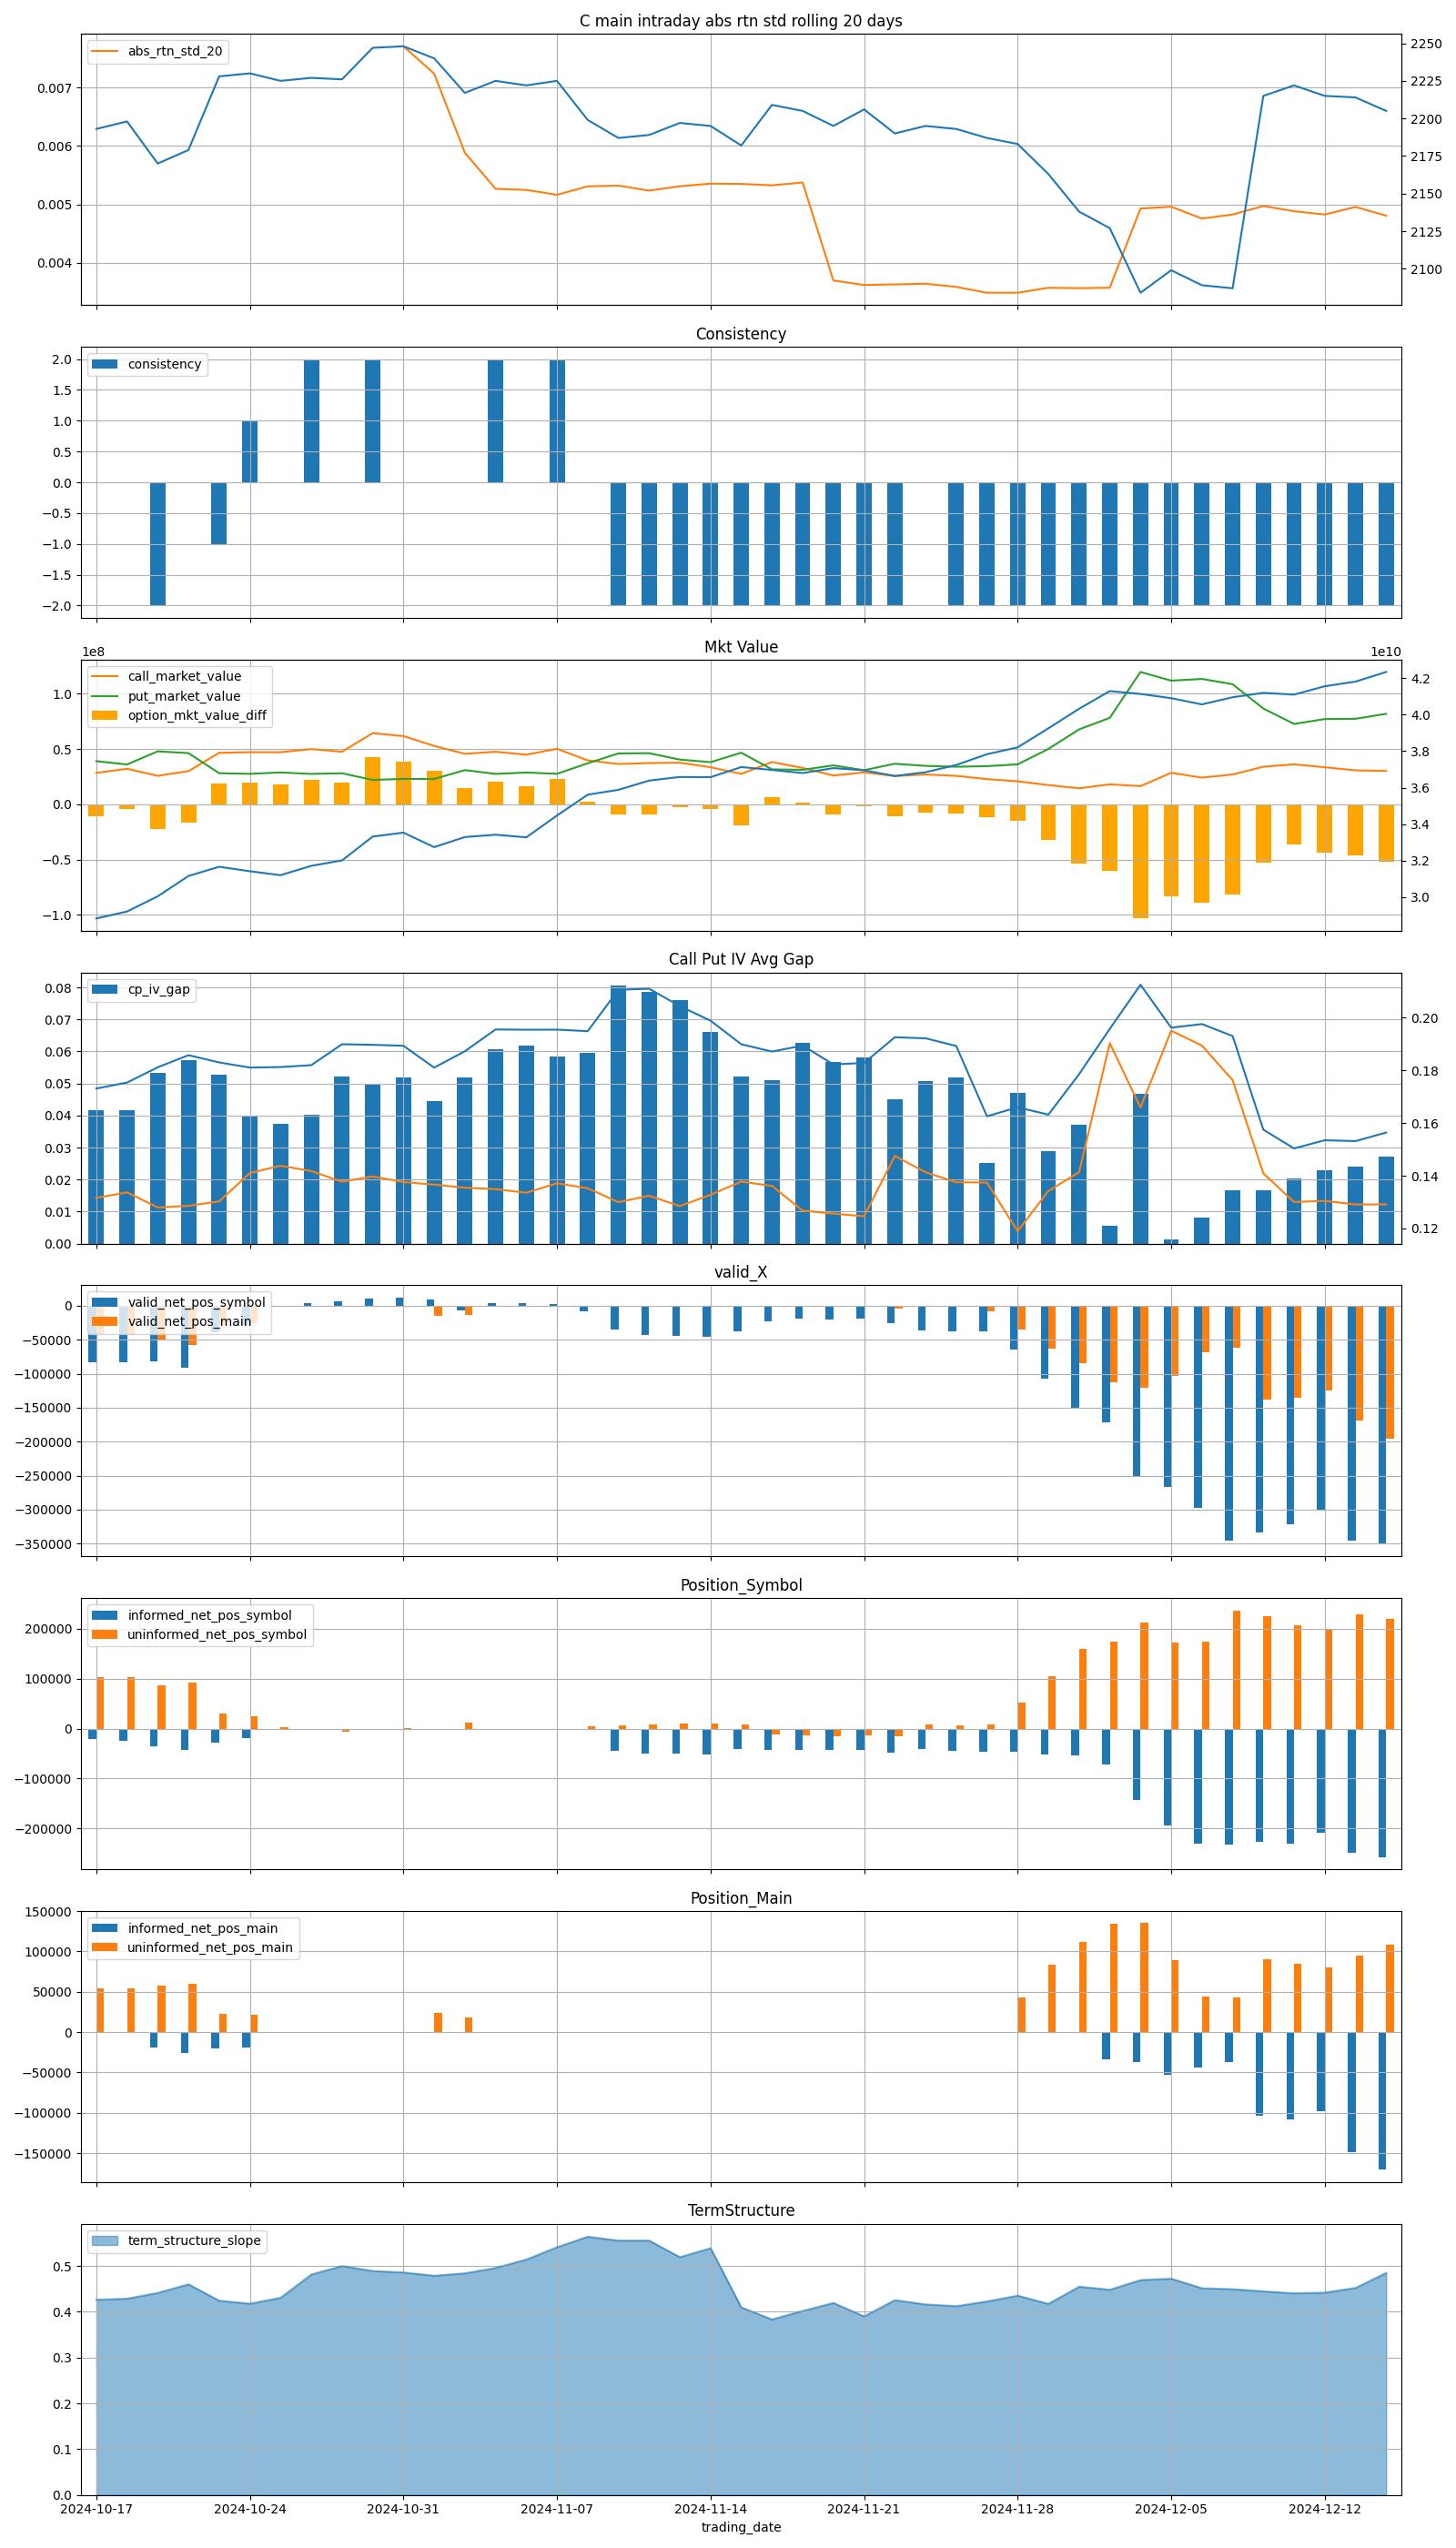 C main intraday abs rtn std rolling 20 days
abs_rtn_std_20
0.007
0.006
0.005
0.004
2250
2225
2200
2175
2150
2125
2100
Consistency
consistency
2.0
1.5
1.0
0.5
0.0
−0.5
−1.0
−1.5
−2.0
Mkt Value
1e8
1e10
call_market_value
put_market_value
option_mkt_value_diff
1.0
0.5
0.0
−0.5
−1.0
4.2
4.0
3.8
3.6
3.4
3.2
3.0
Call Put IV Avg Gap
cp_iv_gap
0.08
0.07
0.06
0.05
0.04
0.03
0.02
0.01
0.00
0.20
0.18
0.16
0.14
0.12
valid_X
valid_net_pos_symbol
valid_net_pos_main
0
−50000
−100000
−150000
−200000
−250000
−300000
−350000
Position_Symbol
informed_net_pos_symbol
uninformed_net_pos_symbol
200000
100000
0
−100000
−200000
Position_Main
informed_net_pos_main
uninformed_net_pos_main
150000
100000
50000
0
−50000
−100000
−150000
TermStructure
term_structure_slope
0.5
0.4
0.3
0.2
0.1
0.0
2024-10-17 2024-10-24 2024-10-31 2024-11-07 2024-11-14 2024-11-21 2024-11-28 2024-12-05 2024-12-12
trading_date